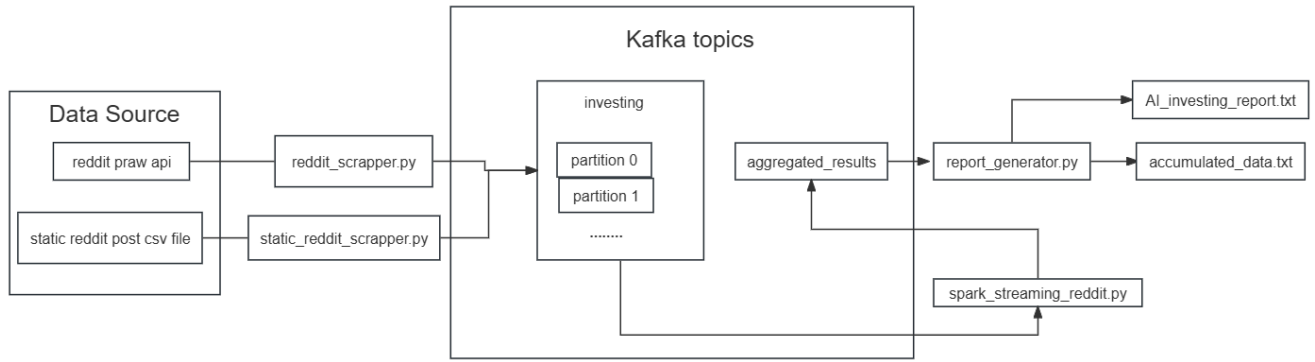 Kafka topics
Data Source
reddit praw api
static reddit post csv file
reddit_scrapper.py
static_reddit_scrapper.py
investing
partition 0
partition 1
........
aggregated_results
report_generator.py
AI_investing_report.txt
accumulated_data.txt
spark_streaming_reddit.py